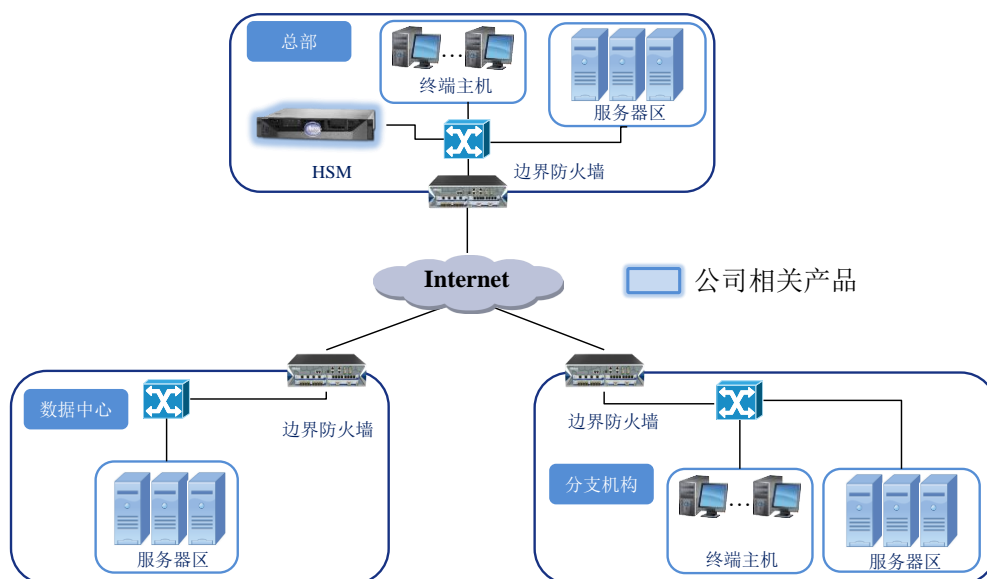 总部
终端主机
服务器区
HSM
边界防火墙
Internet
公司相关产品
数据中心
边界防火墙
服务器区
边界防火墙
分支机构
终端主机
服务器区